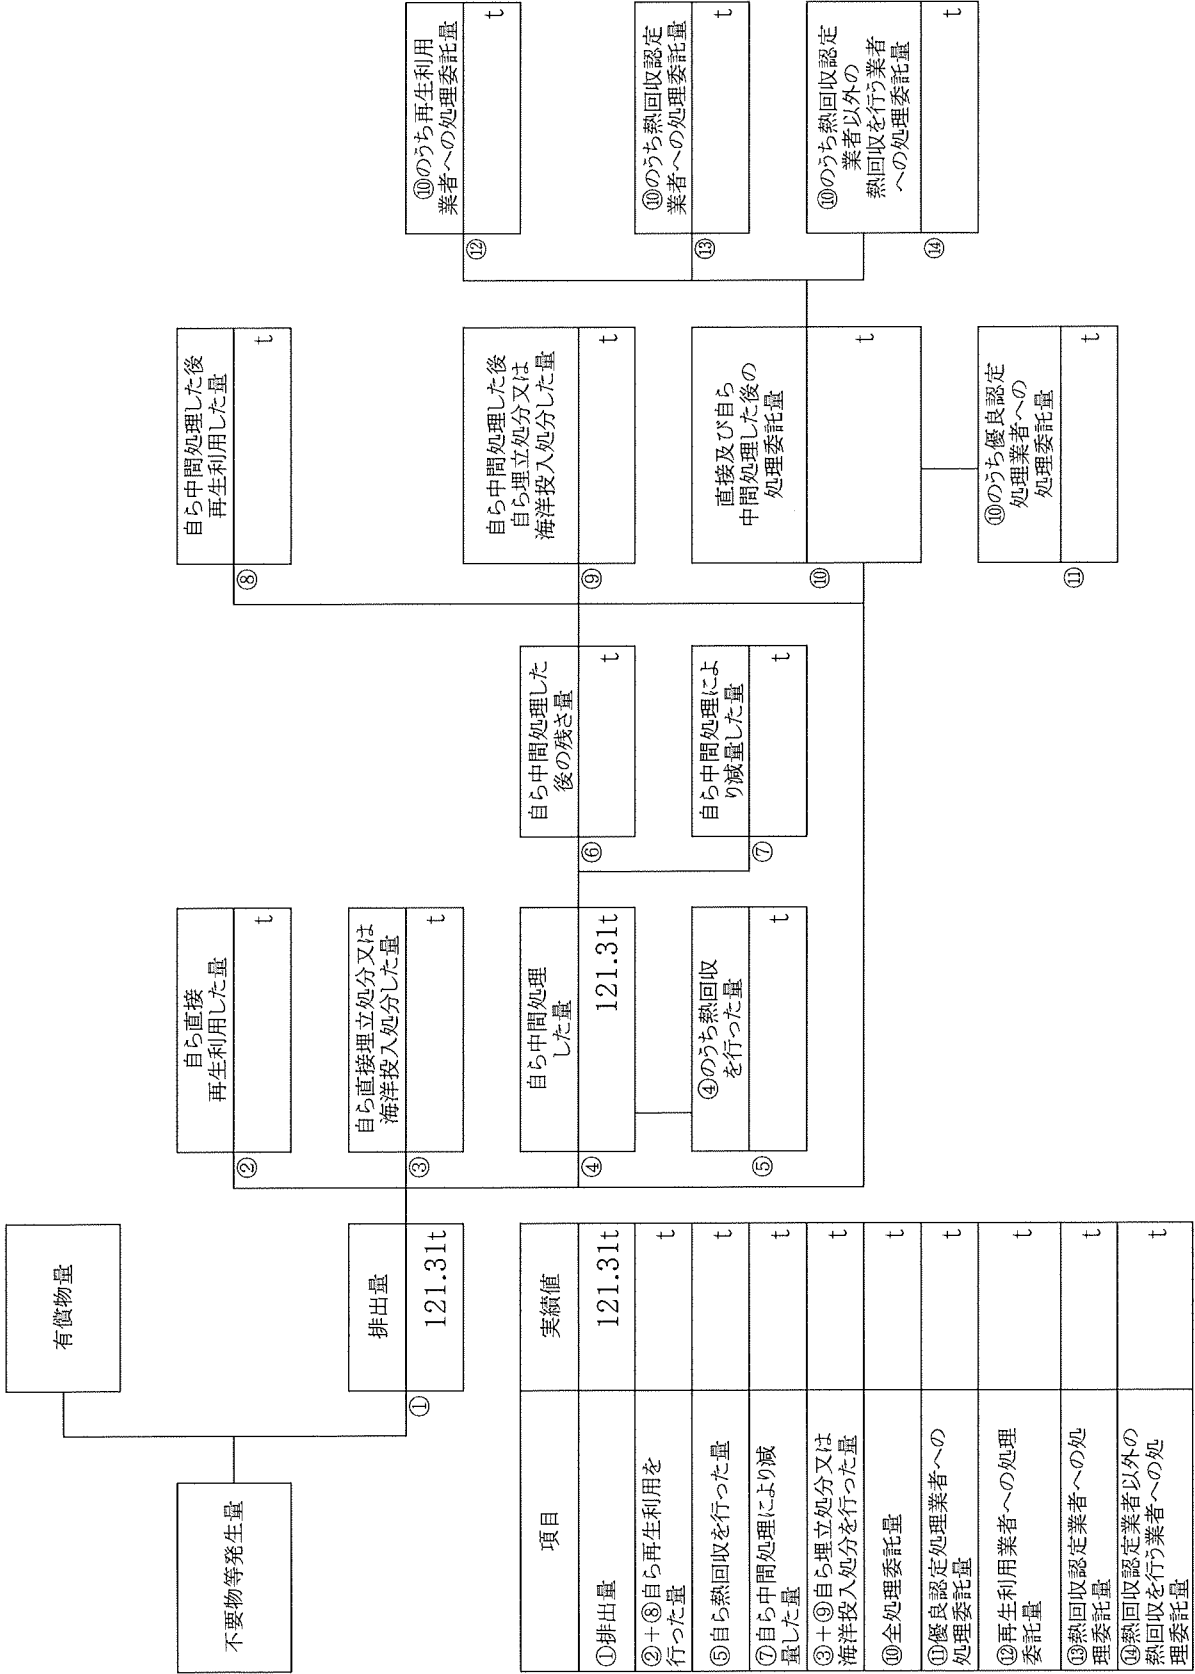 不要物等発生量
有償物量
①
排出量
121.31t
②
自ら直接
再生利用した量
t
③
自ら直接埋立処分又は
海洋投入処分した量
t
④
自ら中間処理
した量
121.31t
⑤
④のうち熱回収
を行った量
t
⑥
自ら中間処理した
後の残さ量
t
⑦
自ら中間処理によ
り減量した量
t
⑧
自ら中間処理した後
再生利用した量
t
⑨
自ら中間処理した後
自ら埋立処分又は
海洋投入処分した量
t
⑩
直接及び自ら
中間処理した後の
処理委託量
t
⑪
⑩のうち優良認定
処理業者への
処理委託量
t
⑫
⑩のうち再生利用
業者への処理委託量
t
⑬
⑩のうち熱回収認定
業者への処理委託量
t
⑭
⑩のうち熱回収認定
業者以外の
熱回収を行う業者
への処理委託量
t
項目 実績値
①排出量 121.31t
②+⑧自ら再生利用を
行った量 t
⑤自ら熱回収を行った量 t
⑦自ら中間処理により減
量した量 t
③+⑨自ら埋立処分又は
海洋投入処分を行った量 t
⑩全処理委託量 t
⑪優良認定処理業者への
処理委託量 t
⑫再生利用業者への処理
委託量 t
⑬熱回収認定業者への処
理委託量 t
⑭熱回収認定業者以外の
熱回収を行う業者への処
理委託量 t